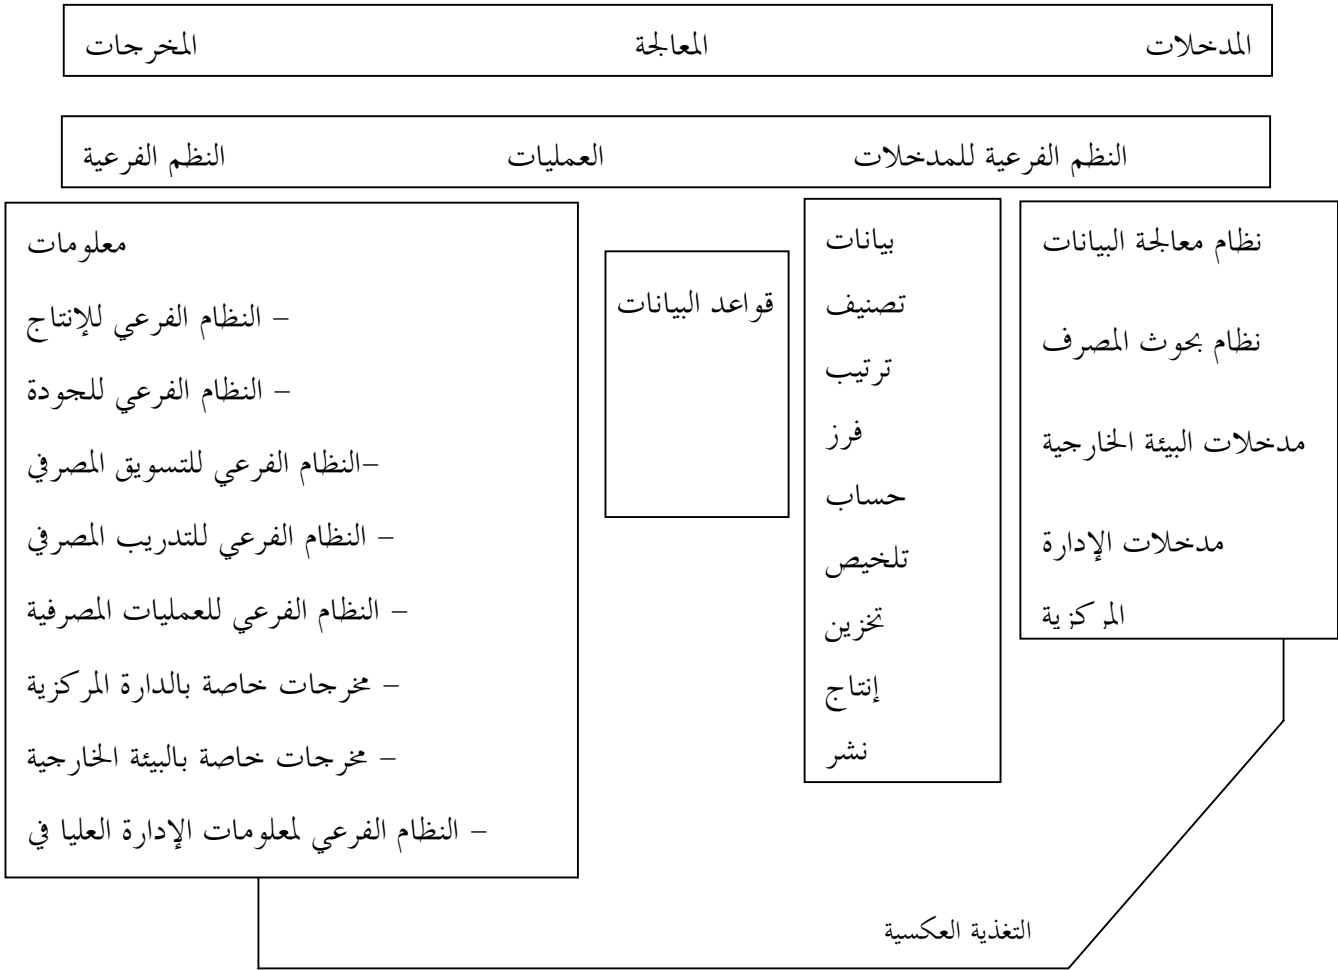 المدخلات المعالجة المخرجات
النظم الفرعية للمدخلات العمليات النظم الفرعية
نظام معالجة البيانات
نظام بحوث المصرف
مدخلات البيئة الخارجية
مدخلات الإدارة
المركزية
بيانات
تصنيف
ترتيب
فرز
حساب
تلخيص
تخزين
إنتاج
نشر
قواعد البيانات
معلومات
– النظام الفرعي للإنتاج
– النظام الفرعي للجودة
–النظام الفرعي للتسويق المصرفي
– النظام الفرعي للتدريب المصرفي
– النظام الفرعي للعمليات المصرفية
– مخرجات خاصة بالدارة المركزية
– مخرجات خاصة بالبيئة الخارجية
– النظام الفرعي لمعلومات الإدارة العليا في
التغذية العكسية